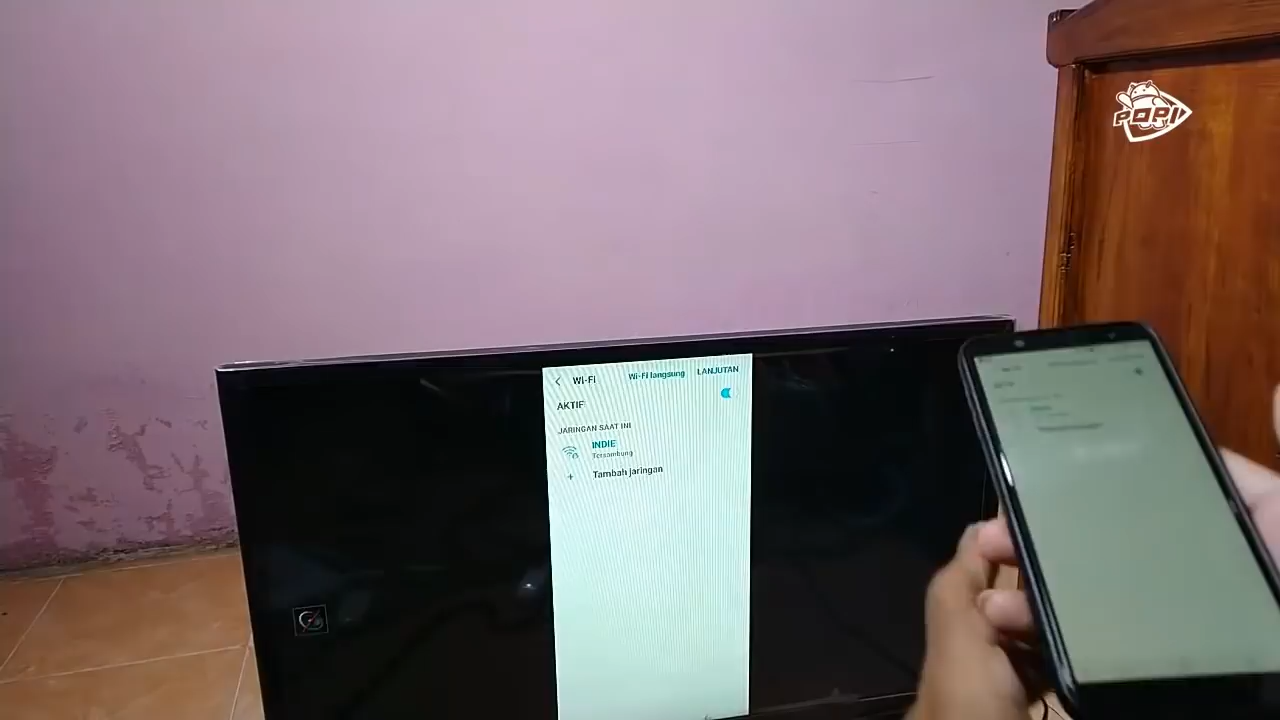 POPI
Wi-Fi Wi-Fi langsung LANJUTAN
AKTIF
JARINGAN SAAT INI
INDIE
Tersambung
+ Tambah jaringan